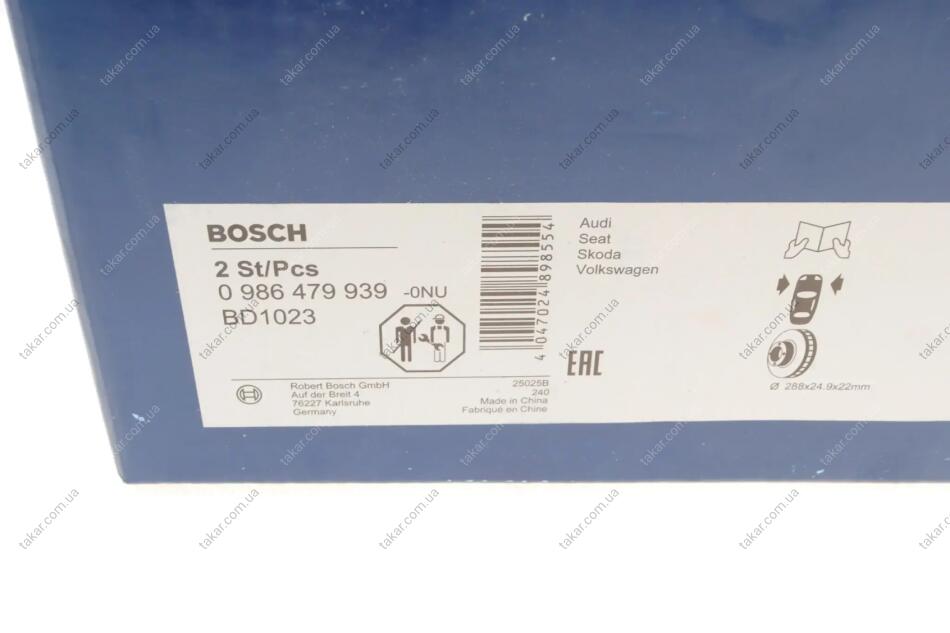 BOSCH
2 St/Pcs
0 986 479 939 -0NU
BD1023
Robert Bosch GmbH
Auf der Breit 4
76227 Karlsruhe
Germany
4 047024 898554
25025B
240
Made in China
Fabriqué en Chine
Audi
Seat
Skoda
Volkswagen
EAC
Ø 288x24.9x22mm
takar.com.ua